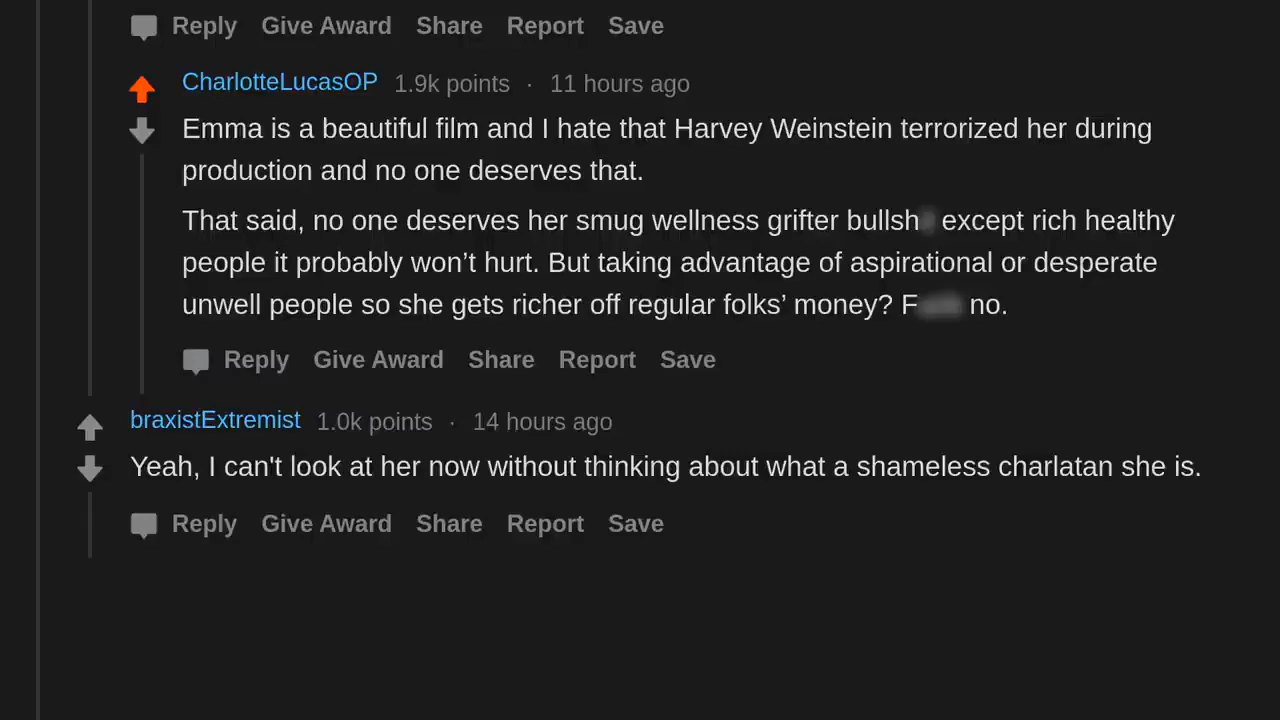 Reply Give Award Share Report Save
CharlotteLucasOP 1.9k points · 11 hours ago
Emma is a beautiful film and I hate that Harvey Weinstein terrorized her during
production and no one deserves that.
That said, no one deserves her smug wellness grifter bullsh except rich healthy
people it probably won’t hurt. But taking advantage of aspirational or desperate
unwell people so she gets richer off regular folks’ money? F no.
Reply Give Award Share Report Save
braxistExtremist 1.0k points · 14 hours ago
Yeah, I can't look at her now without thinking about what a shameless charlatan she is.
Reply Give Award Share Report Save